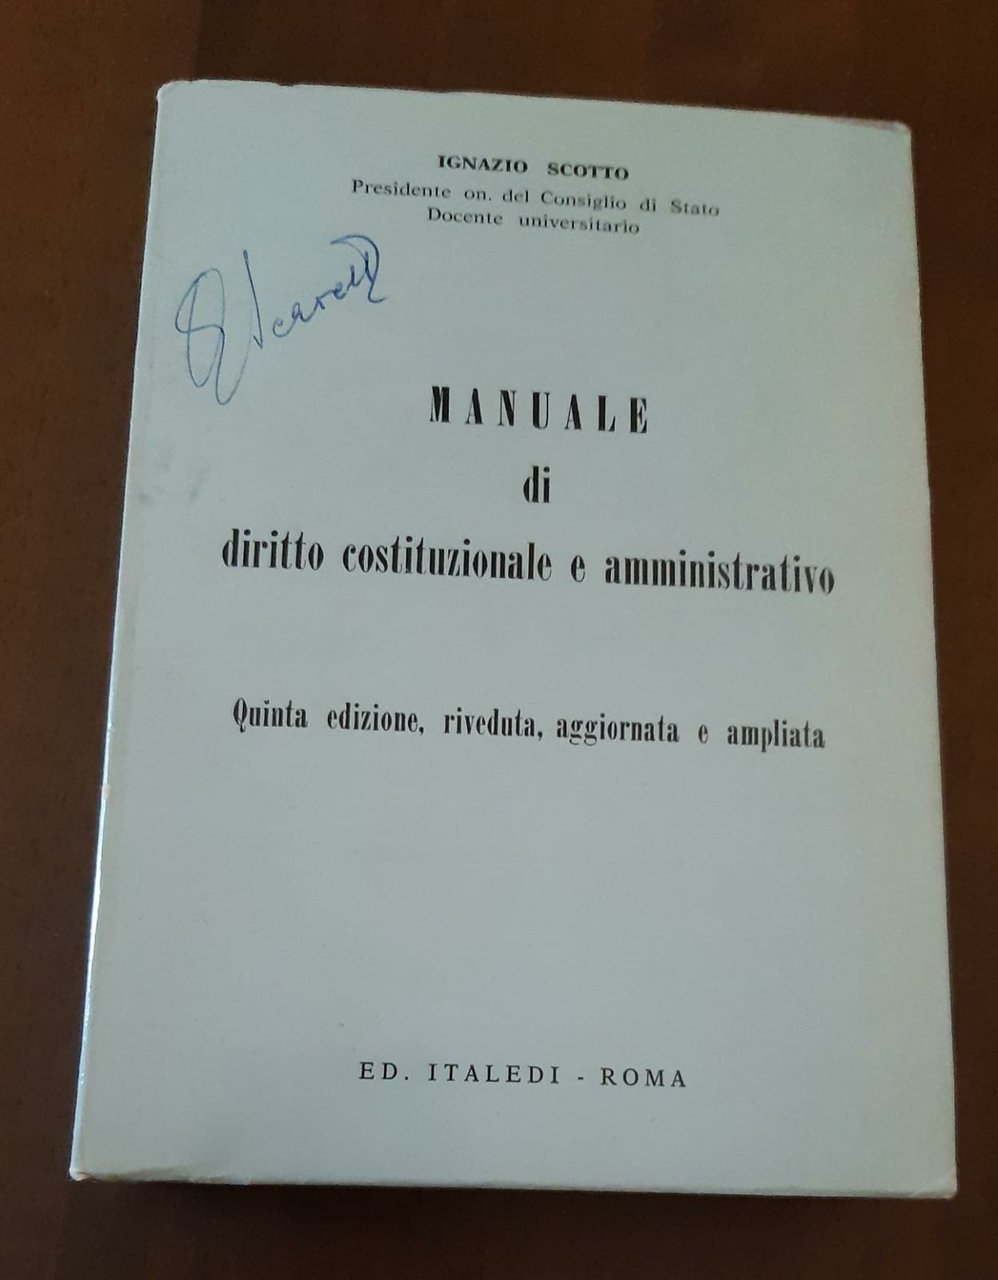 IGNAZIO SCOTTO
Presidente on. del Consiglio di Stato
Docente universitario
MANUALE
di
diritto costituzionale e amministrativo
Quinta edizione, riveduta, aggiornata e ampliata
ED. ITALEDI - ROMA